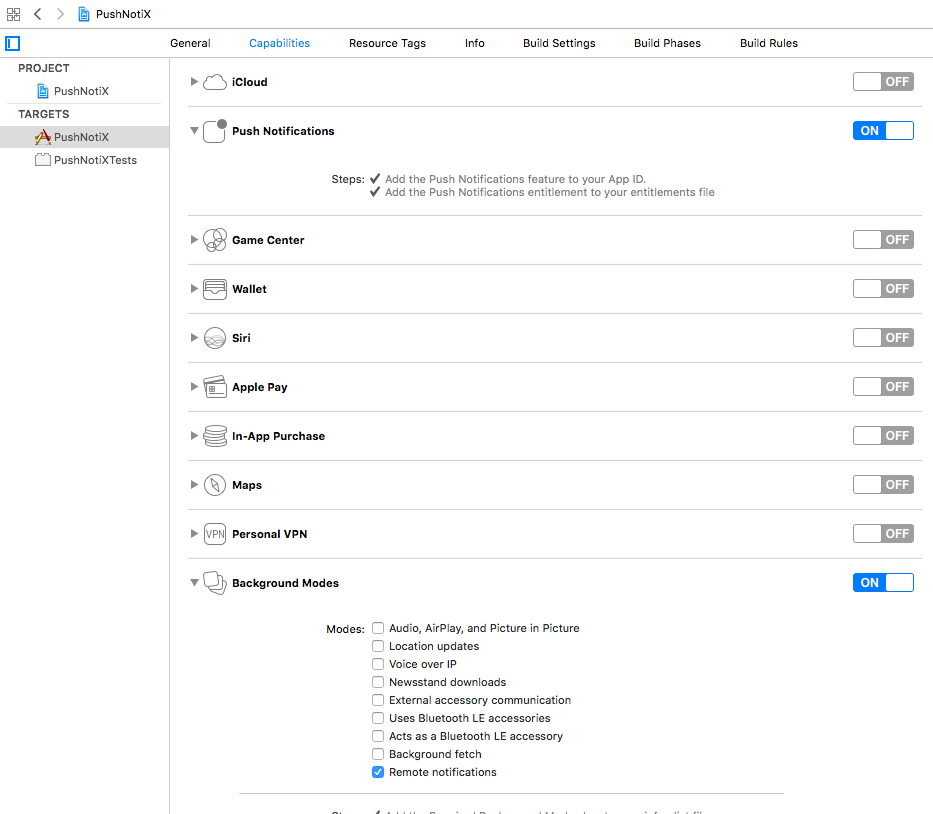 PushNotiX
General Capabilities Resource Tags Info Build Settings Build Phases Build Rules
PROJECT
PushNotiX
TARGETS
PushNotiX
PushNotiXTests
iCloud OFF
Push Notifications ON
Steps: ✔ Add the Push Notifications feature to your App ID.
✔ Add the Push Notifications entitlement to your entitlements file
Game Center OFF
Wallet OFF
Siri OFF
Apple Pay OFF
In-App Purchase OFF
Maps OFF
VPN Personal VPN OFF
Background Modes ON
Modes: Audio, AirPlay, and Picture in Picture
Location updates
Voice over IP
Newsstand downloads
External accessory communication
Uses Bluetooth LE accessories
Acts as a Bluetooth LE accessory
Background fetch
Remote notifications